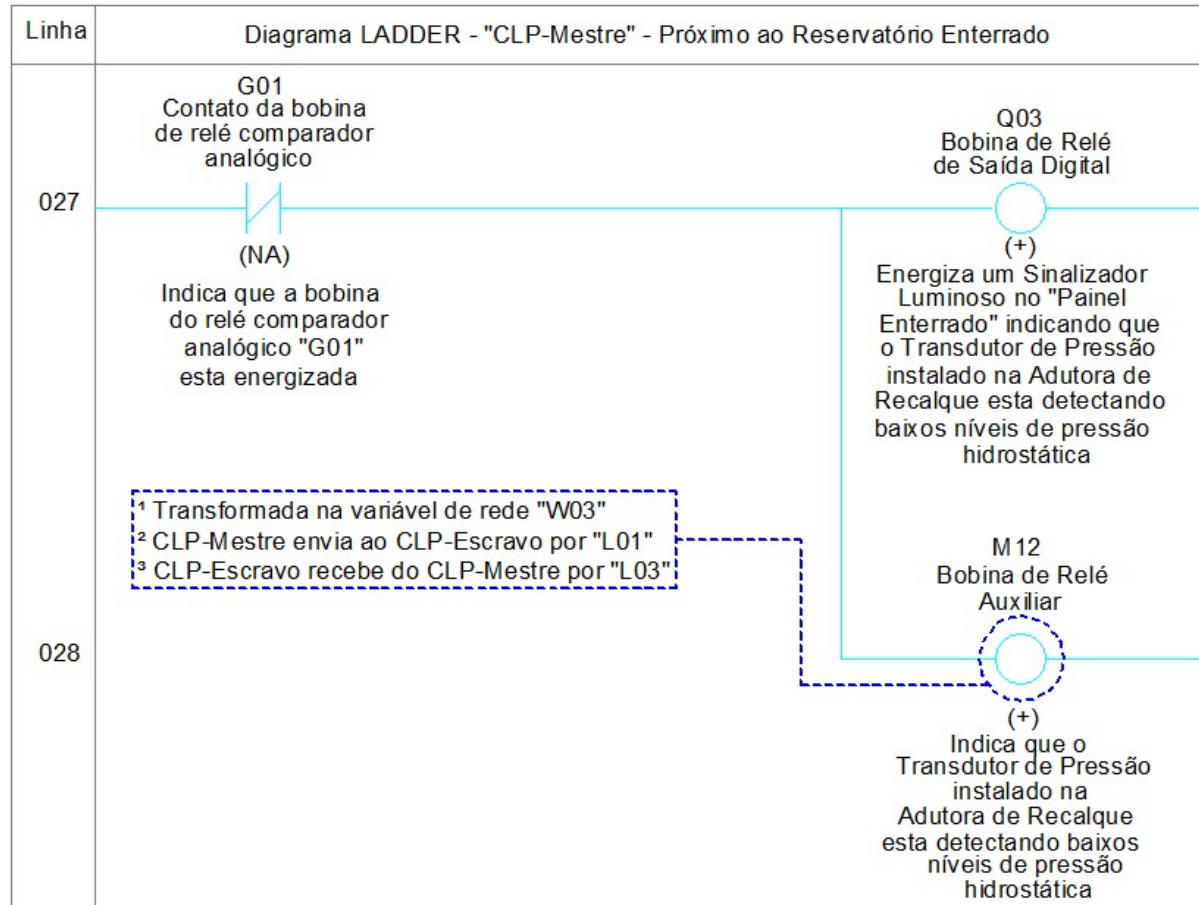 Linha
Diagrama LADDER - "CLP-Mestre" - Próximo ao Reservatório Enterrado
G01
Contato da bobina
de relé comparador
analógico
027
(NA)
Indica que a bobina
do relé comparador
analógico "G01"
esta energizada
Q03
Bobina de Relé
de Saída Digital
(+)
Energiza um Sinalizador
Luminoso no "Painel
Enterrado" indicando que
o Transdutor de Pressão
instalado na Adutora de
Recalque esta detectando
baixos níveis de pressão
hidrostática
¹ Transformada na variável de rede "W03"
² CLP-Mestre envia ao CLP-Escravo por "L01"
³ CLP-Escravo recebe do CLP-Mestre por "L03"
028
M12
Bobina de Relé
Auxiliar
(+)
Indica que o
Transdutor de Pressão
instalado na
Adutora de Recalque
esta detectando baixos
níveis de pressão
hidrostática